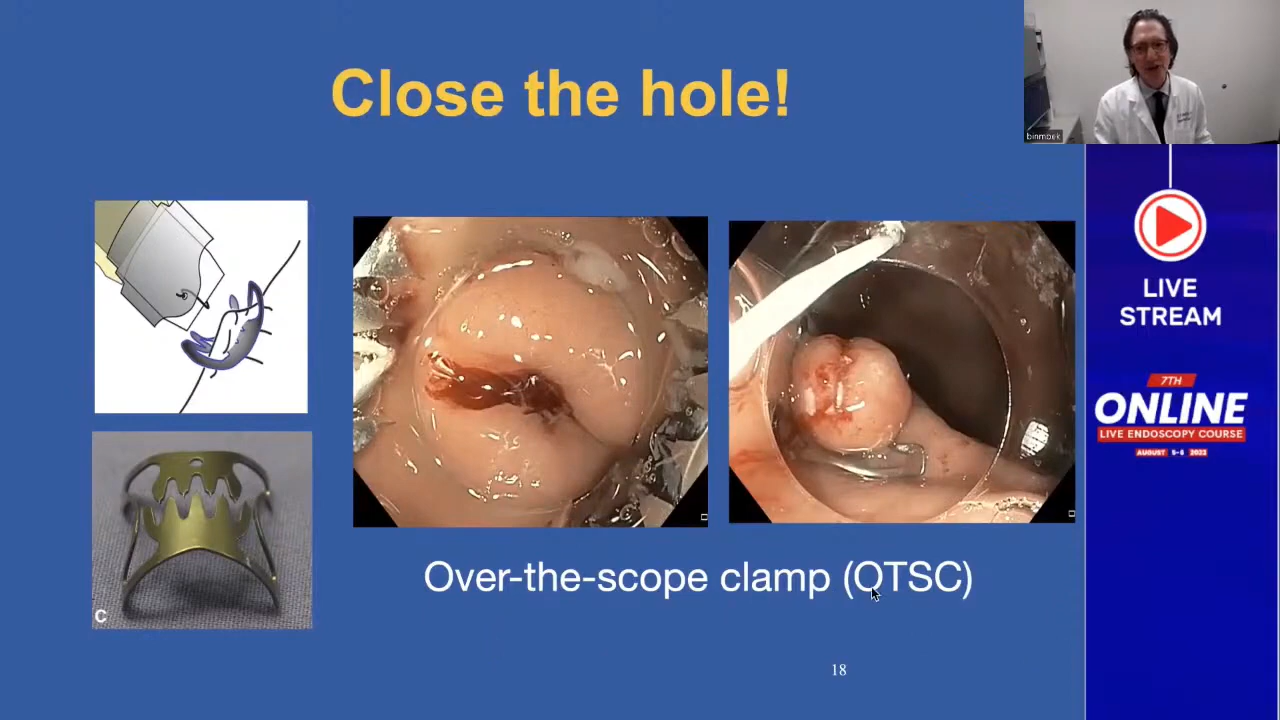 Close the hole!
binmoek
LIVE
STREAM
7TH
ONLINE
LIVE ENDOSCOPY COURSE
AUGUST 5-6 2022
C
Over-the-scope clamp (OTSC)
18